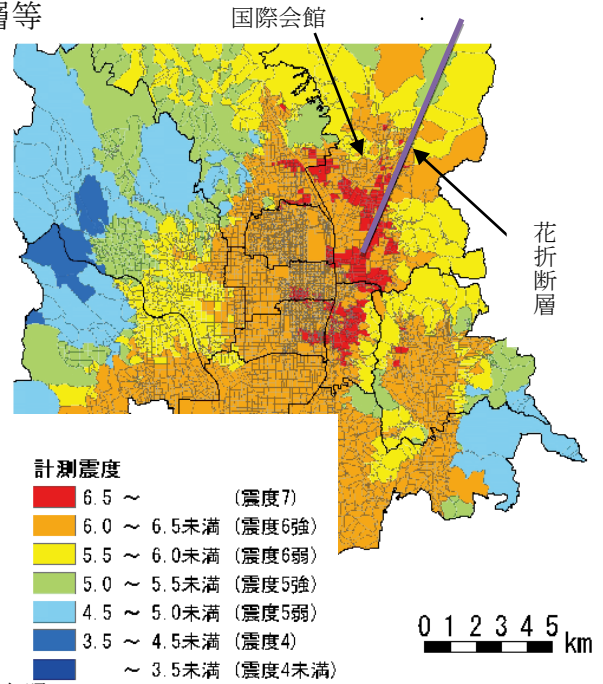 層等
国際会館
花折断層
計測震度
6.5 ～ (震度7)
6.0 ～ 6.5未満 (震度6強)
5.5 ～ 6.0未満 (震度6弱)
5.0 ～ 5.5未満 (震度5強)
4.5 ～ 5.0未満 (震度5弱)
3.5 ～ 4.5未満 (震度4)
～ 3.5未満 (震度4未満)
0 1 2 3 4 5 km